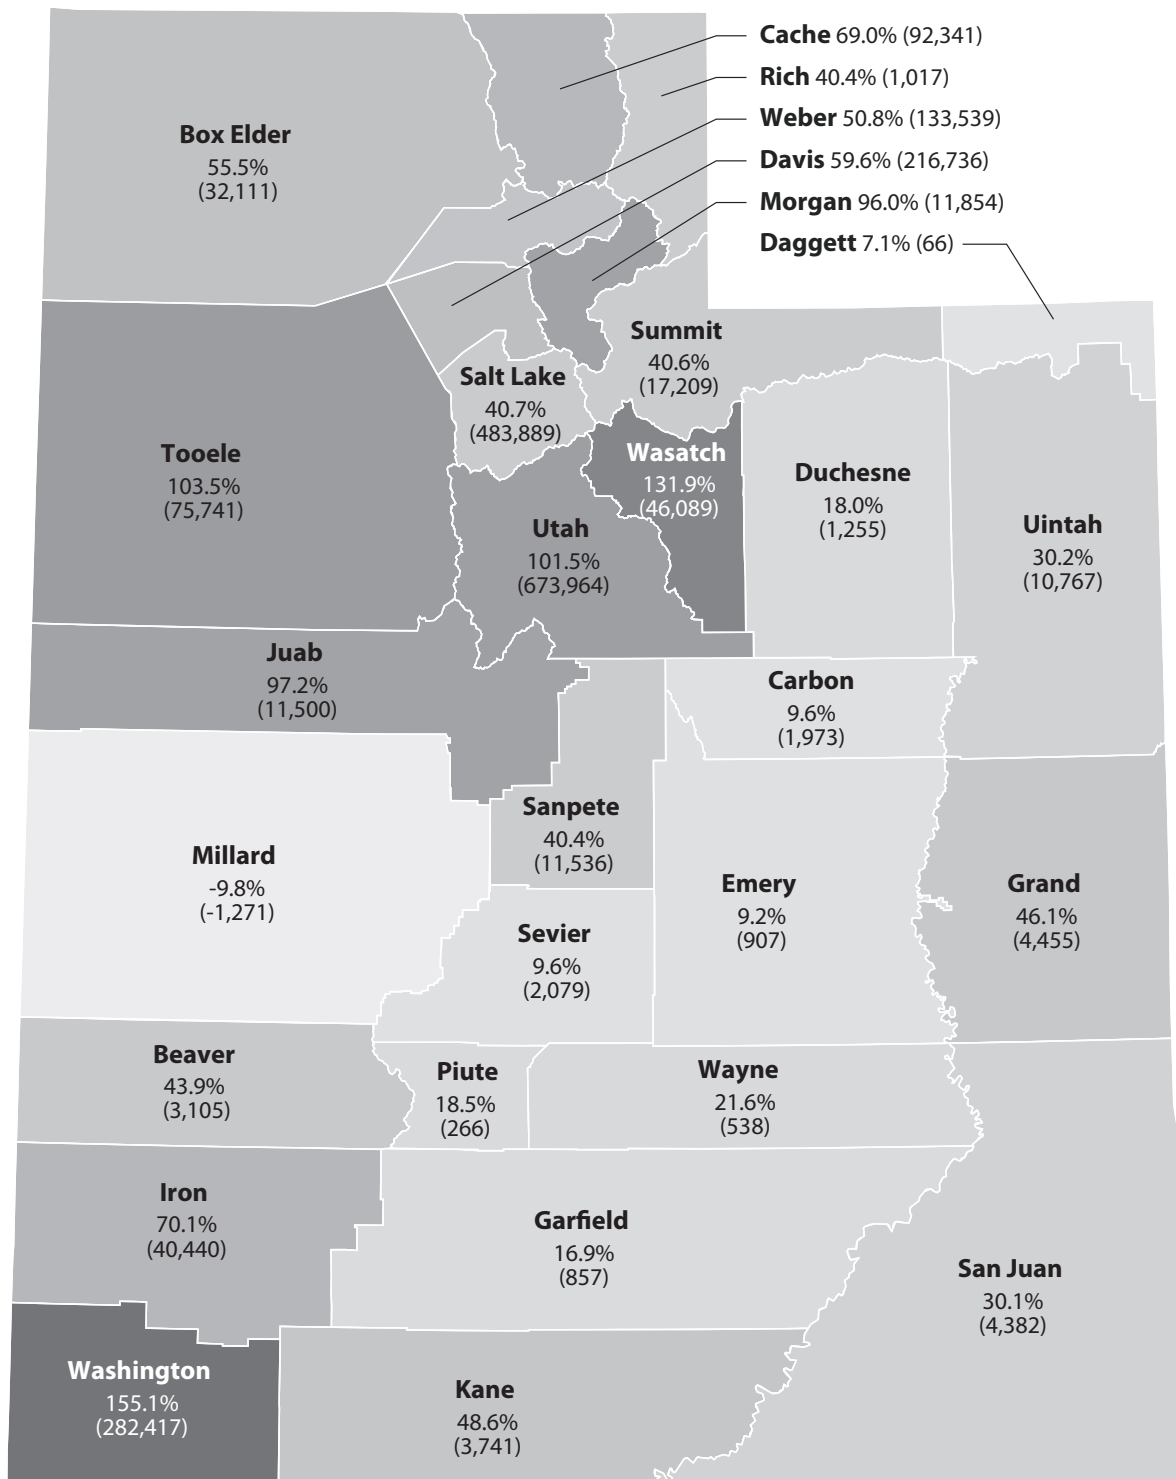 Cache 69.0% (92,341)
Rich 40.4% (1,017)
Weber 50.8% (133,539)
Davis 59.6% (216,736)
Morgan 96.0% (11,854)
Daggett 7.1% (66)
Box Elder
55.5%
(32,111)
Summit
40.6%
(17,209)
Salt Lake
40.7%
(483,889)
Tooele
103.5%
(75,741)
Wasatch
131.9%
(46,089)
Duchesne
18.0%
(1,255)
Uintah
30.2%
(10,767)
Utah
101.5%
(673,964)
Juab
97.2%
(11,500)
Carbon
9.6%
(1,973)
Sanpete
40.4%
(11,536)
Millard
-9.8%
(-1,271)
Emery
9.2%
(907)
Grand
46.1%
(4,455)
Sevier
9.6%
(2,079)
Beaver
43.9%
(3,105)
Piute
18.5%
(266)
Wayne
21.6%
(538)
Iron
70.1%
(40,440)
Garfield
16.9%
(857)
San Juan
30.1%
(4,382)
Washington
155.1%
(282,417)
Kane
48.6%
(3,741)